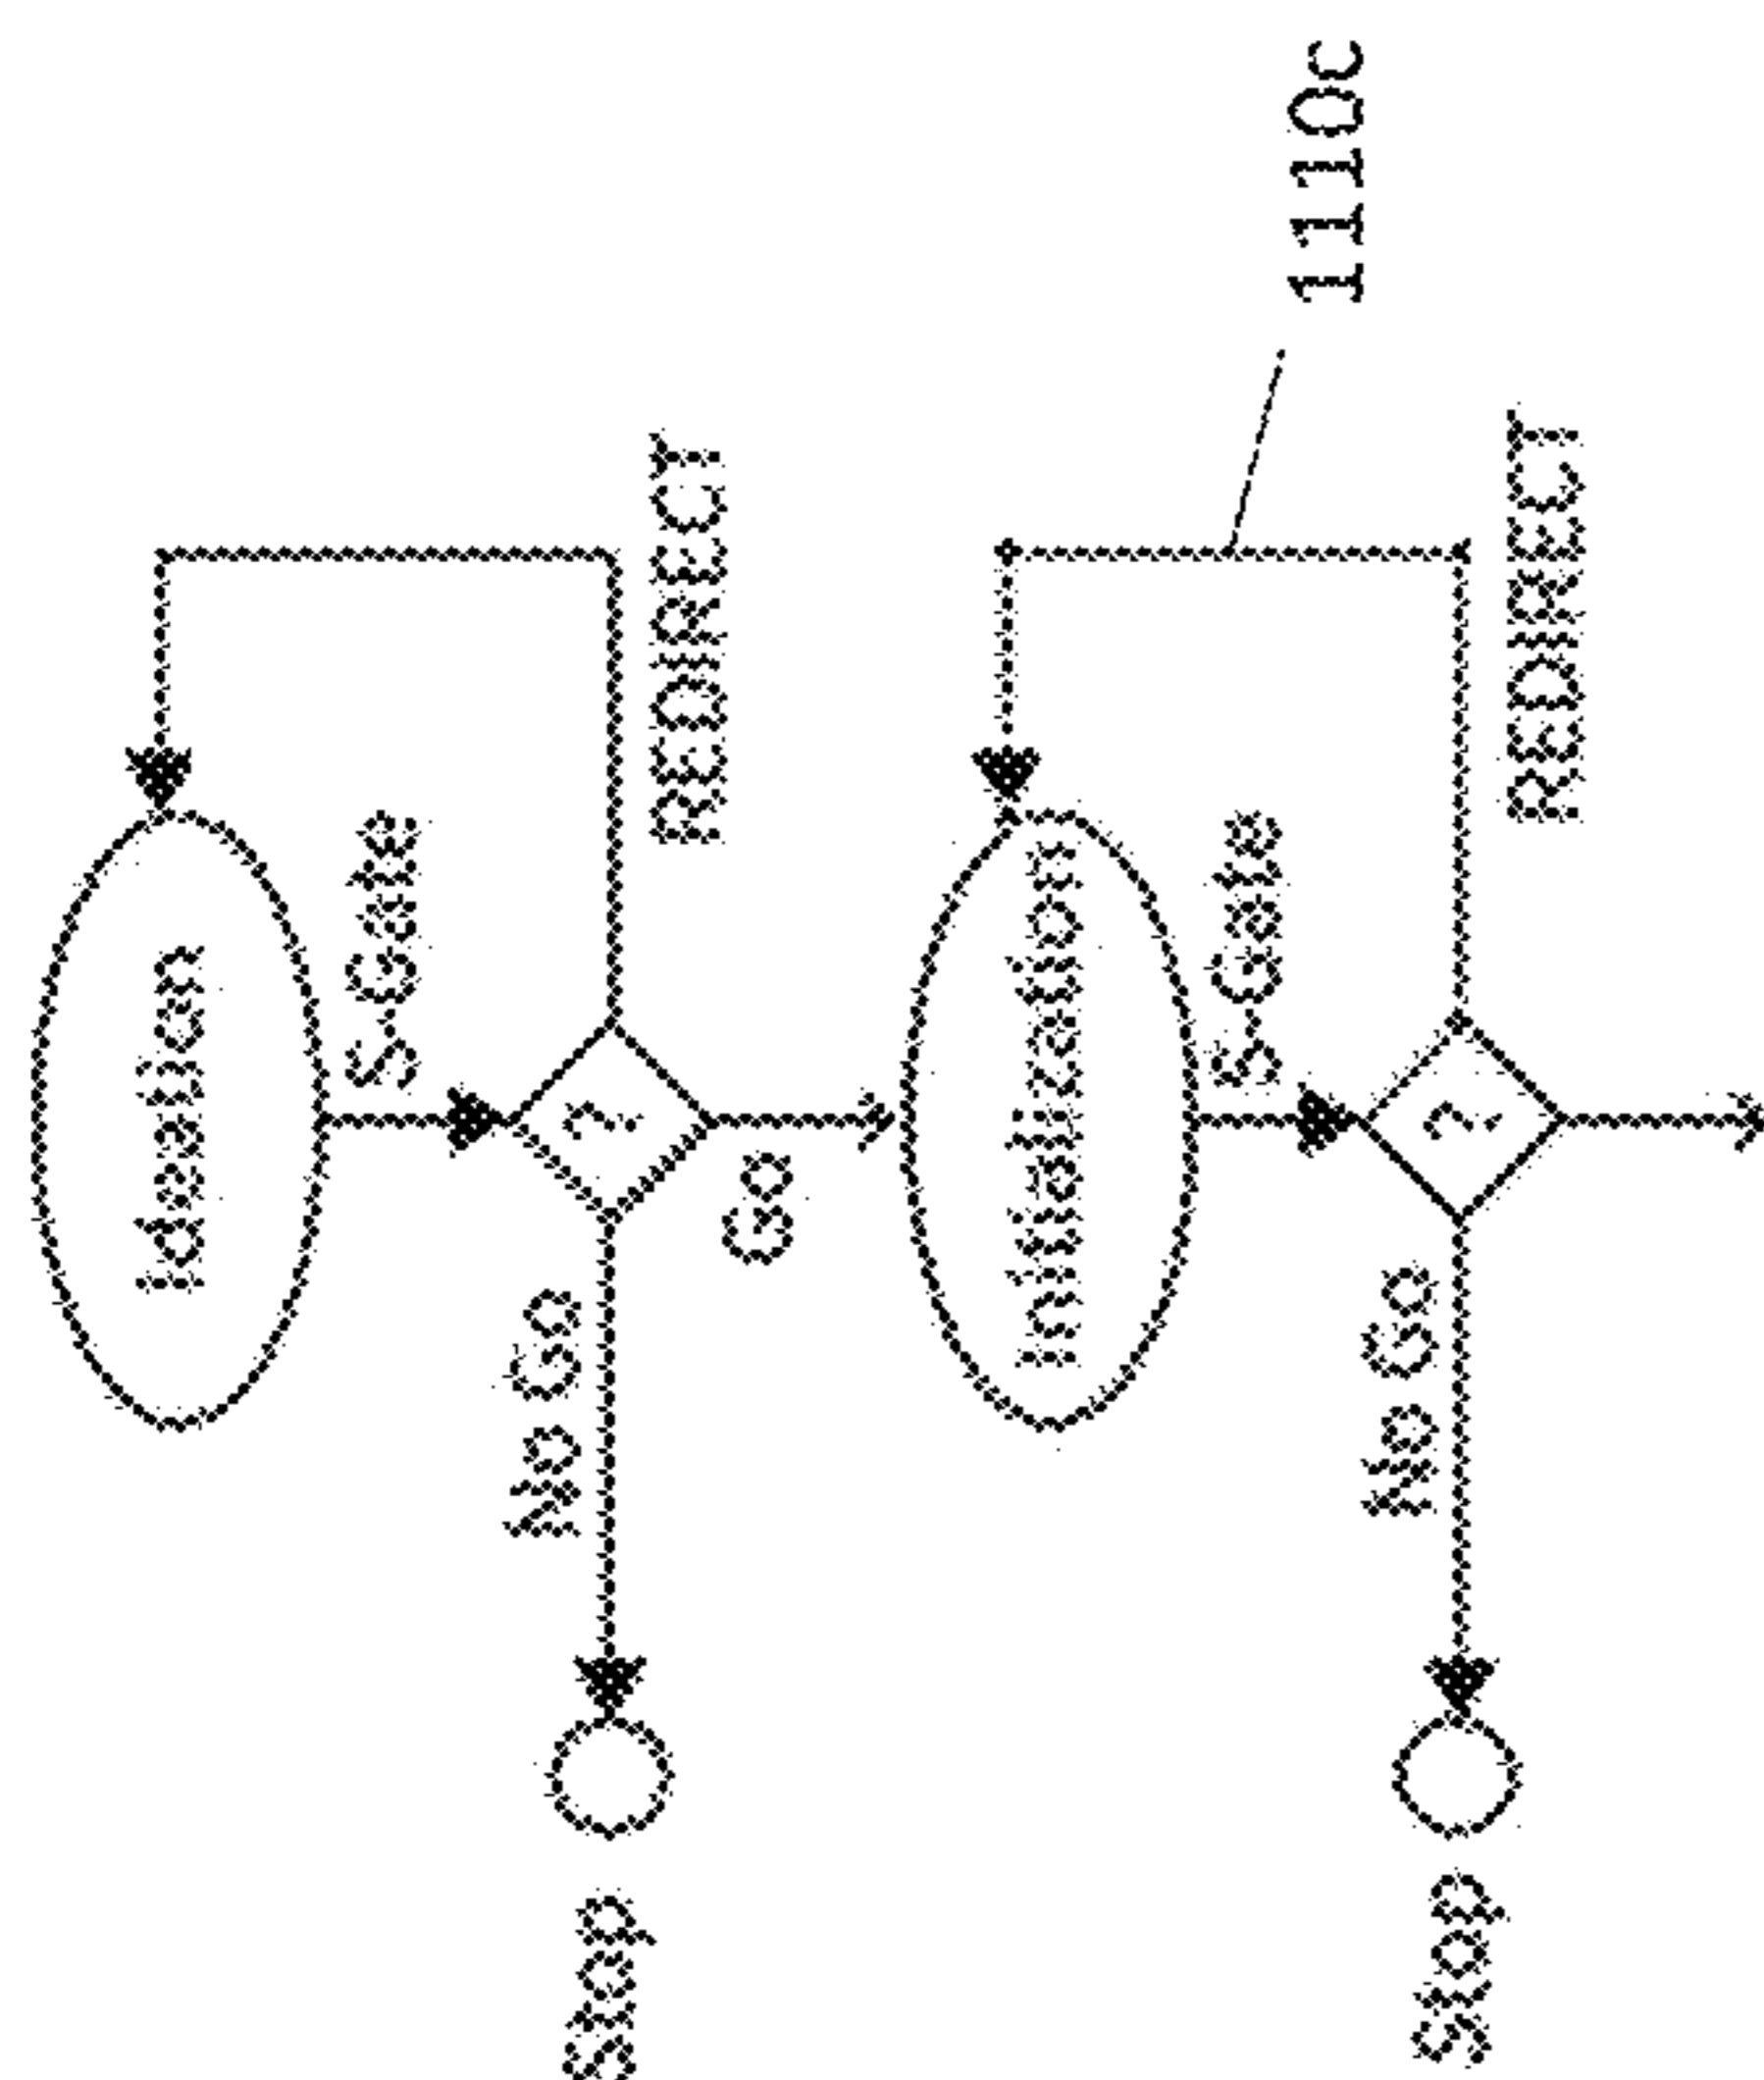 Ideation
S-Gate
?
REDIRECT
No Go
Stop
Go
Initialization
1110c
S-Gate
?
REDIRECT
No Go
Stop